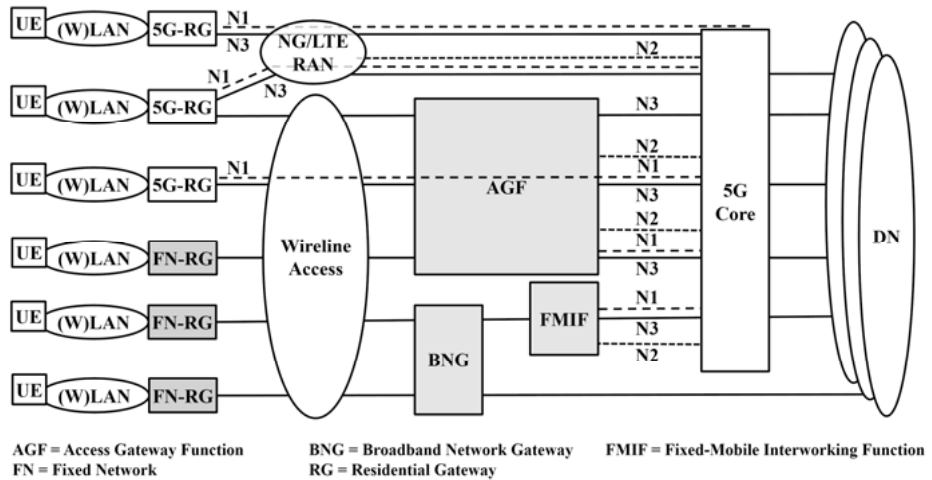 UE (W)LAN 5G-RG N1
N3
NG/LTE
RAN
N2
N1
N3
UE (W)LAN 5G-RG
N3
N2
N1
UE (W)LAN 5G-RG N1
AGF
N3
5G
Core
DN
Wireline
Access
N2
N1
UE (W)LAN FN-RG
N3
N1
UE (W)LAN FN-RG
FMIF
N3
BNG
N2
UE (W)LAN FN-RG
AGF = Access Gateway Function BNG = Broadband Network Gateway FMIF = Fixed-Mobile Interworking Function
FN = Fixed Network RG = Residential Gateway